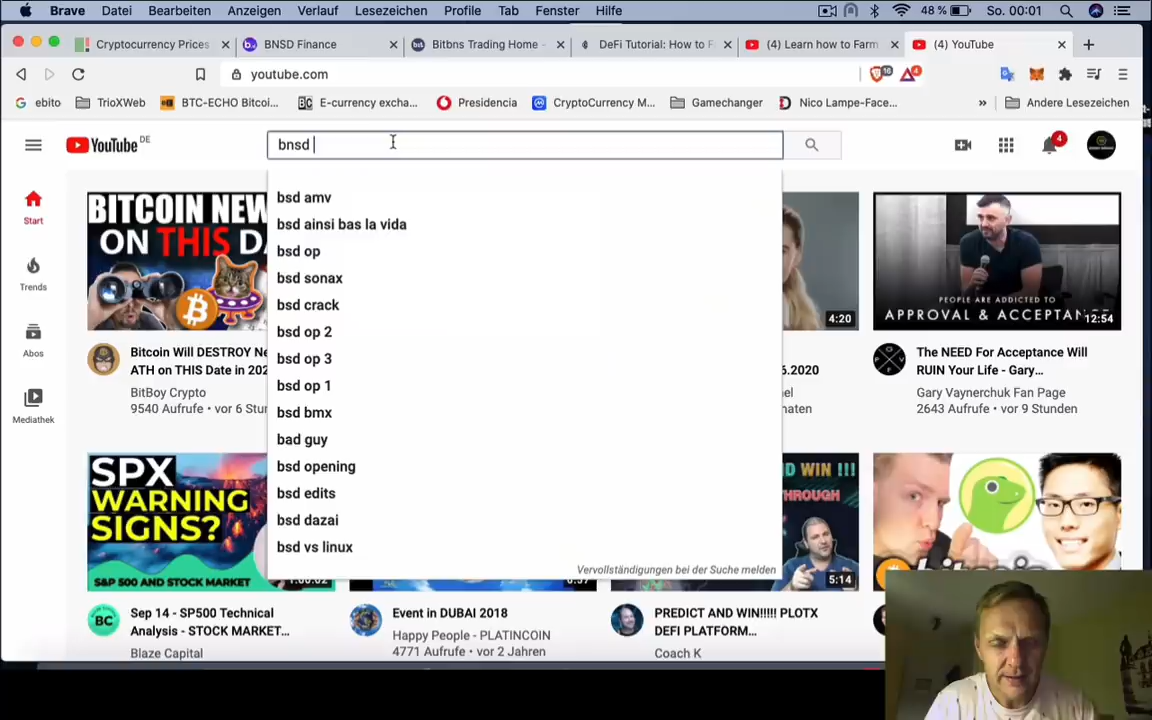 Brave Datei Bearbeiten Anzeigen Verlauf Lesezeichen Profile Tab Fenster Hilfe 48 % So. 00:01
Cryptocurrency Prices BNSD Finance Bitbns Trading Home - DeFi Tutorial: How to F (4) Learn how to Farm (4) YouTube
youtube.com 16 4
ebito TrioXWeb BTC-ECHO Bitcoi... E-currency excha... Presidencia CryptoCurrency M... Gamechanger Nico Lampe-Face... » Andere Lesezeichen
YouTube DE
bnsd
4
Start
Trends
Abos
Mediathek
bsd amv
bsd ainsi bas la vida
bsd op
bsd sonax
bsd crack
bsd op 2
bsd op 3
bsd op 1
bsd bmx
bad guy
bsd opening
bsd edits
bsd dazai
bsd vs linux
Vervollständigungen bei der Suche melden
BITCOIN NEW
ON THIS DA
Bitcoin Will DESTROY Ne
ATH on THIS Date in 202
BitBoy Crypto
9540 Aufrufe • vor 6 Stun
4:20
6.2020
PEOPLE ARE ADDICTED TO
APPROVAL & ACCEPTANC
12:54
The NEED For Acceptance Will
RUIN Your Life - Gary...
Gary Vaynerchuk Fan Page
2643 Aufrufe • vor 9 Stunden
SPX
WARNING
SIGNS?
S&P 500 AND STOCK MARKET
BC
Sep 14 - SP500 Technical
Analysis - STOCK MARKET...
Blaze Capital
Event in DUBAI 2018
Happy People - PLATINCOIN
4771 Aufrufe • vor 2 Jahren
D WIN !!!
THROUGH
5:14
PREDICT AND WIN!!!!! PLOTX
DEFI PLATFORM...
Coach K